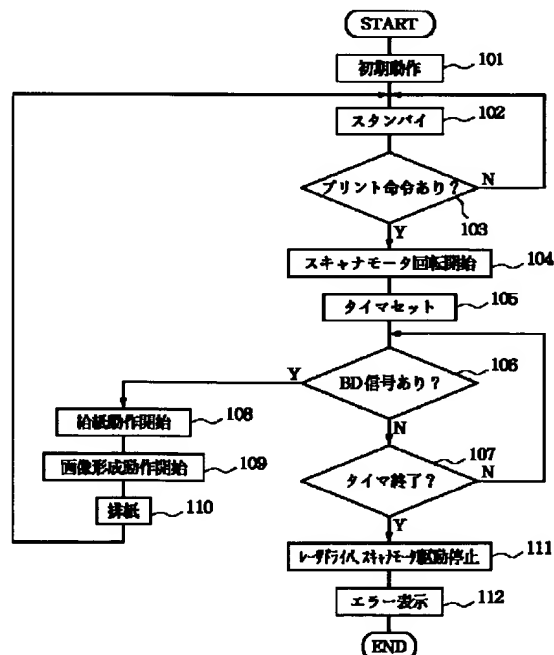 START
初期動作
101
スタンバイ
102
プリント命令あり?
N
103
Y
スキャナモータ回転開始
104
タイマセット
105
BD信号あり?
106
Y
N
給紙動作開始
108
画像形成動作開始
109
排紙
110
タイマ終了?
107
N
Y
レーザドライバ、スキャナモータ駆動停止
111
エラー表示
112
END